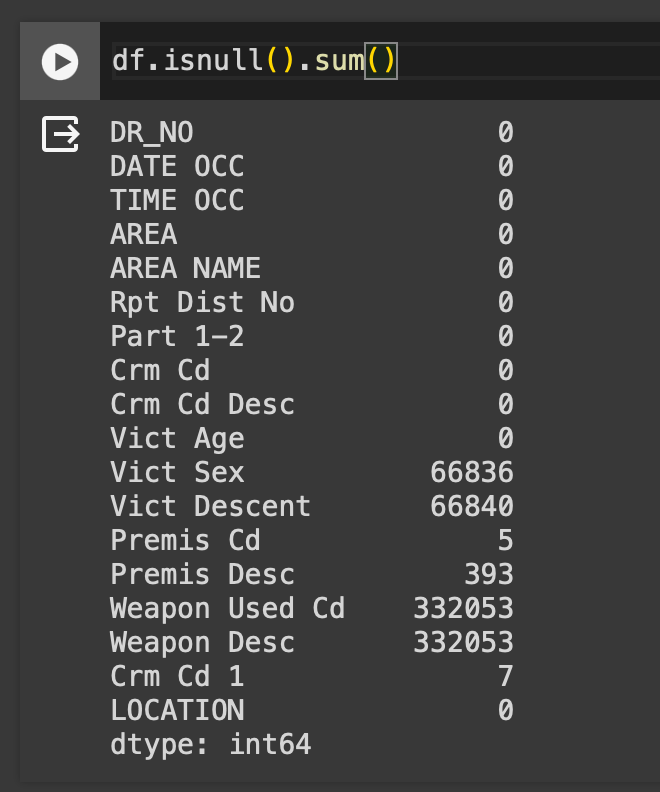 df.isnull().sum()
DR_NO 0
DATE OCC 0
TIME OCC 0
AREA 0
AREA NAME 0
Rpt Dist No 0
Part 1-2 0
Crm Cd 0
Crm Cd Desc 0
Vict Age 0
Vict Sex 66836
Vict Descent 66840
Premis Cd 5
Premis Desc 393
Weapon Used Cd 332053
Weapon Desc 332053
Crm Cd 1 7
LOCATION 0
dtype: int64